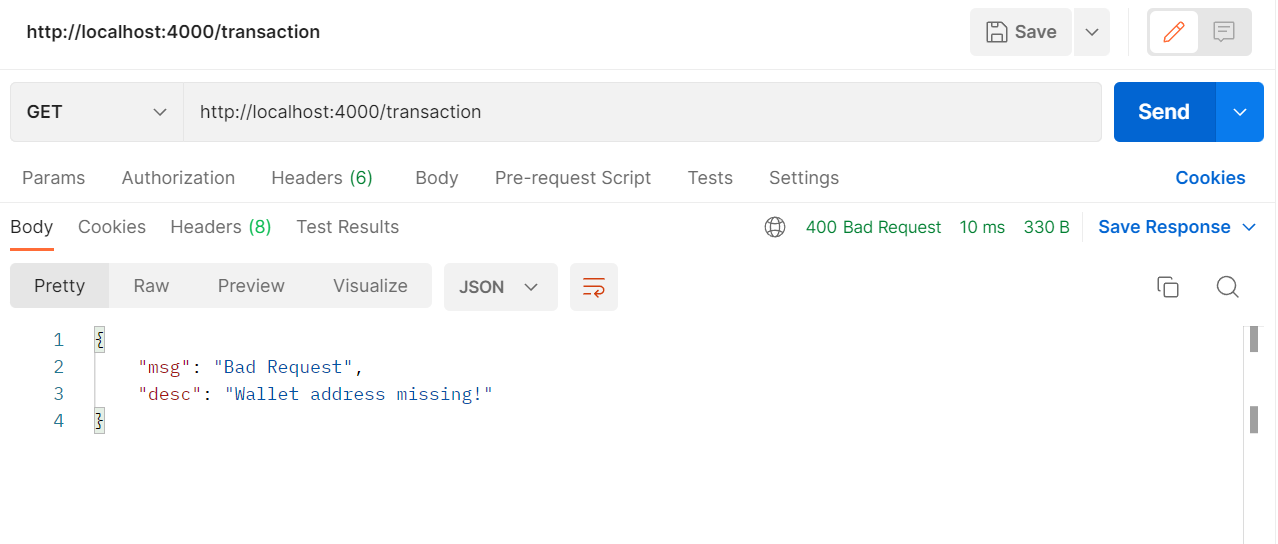 http://localhost:4000/transaction
Save
GET
http://localhost:4000/transaction
Send
Params Authorization Headers (6) Body Pre-request Script Tests Settings Cookies
Body Cookies Headers (8) Test Results 400 Bad Request 10 ms 330 B Save Response
Pretty Raw Preview Visualize JSON
1 {
2 "msg": "Bad Request",
3 "desc": "Wallet address missing!"
4 }